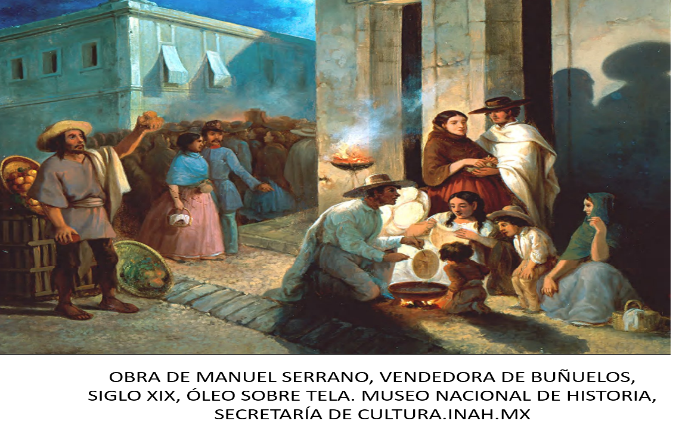 OBRA DE MANUEL SERRANO, VENDEDORA DE BUÑUELOS,
SIGLO XIX, ÓLEO SOBRE TELA. MUSEO NACIONAL DE HISTORIA,
SECRETARÍA DE CULTURA.INAH.MX